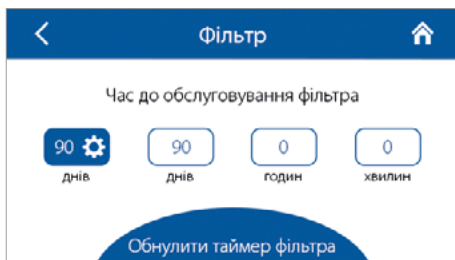 Фільтр
Час до обслуговування фільтра
90 90 0 0
днів днів годин хвилин
Обнулити таймер фільтра